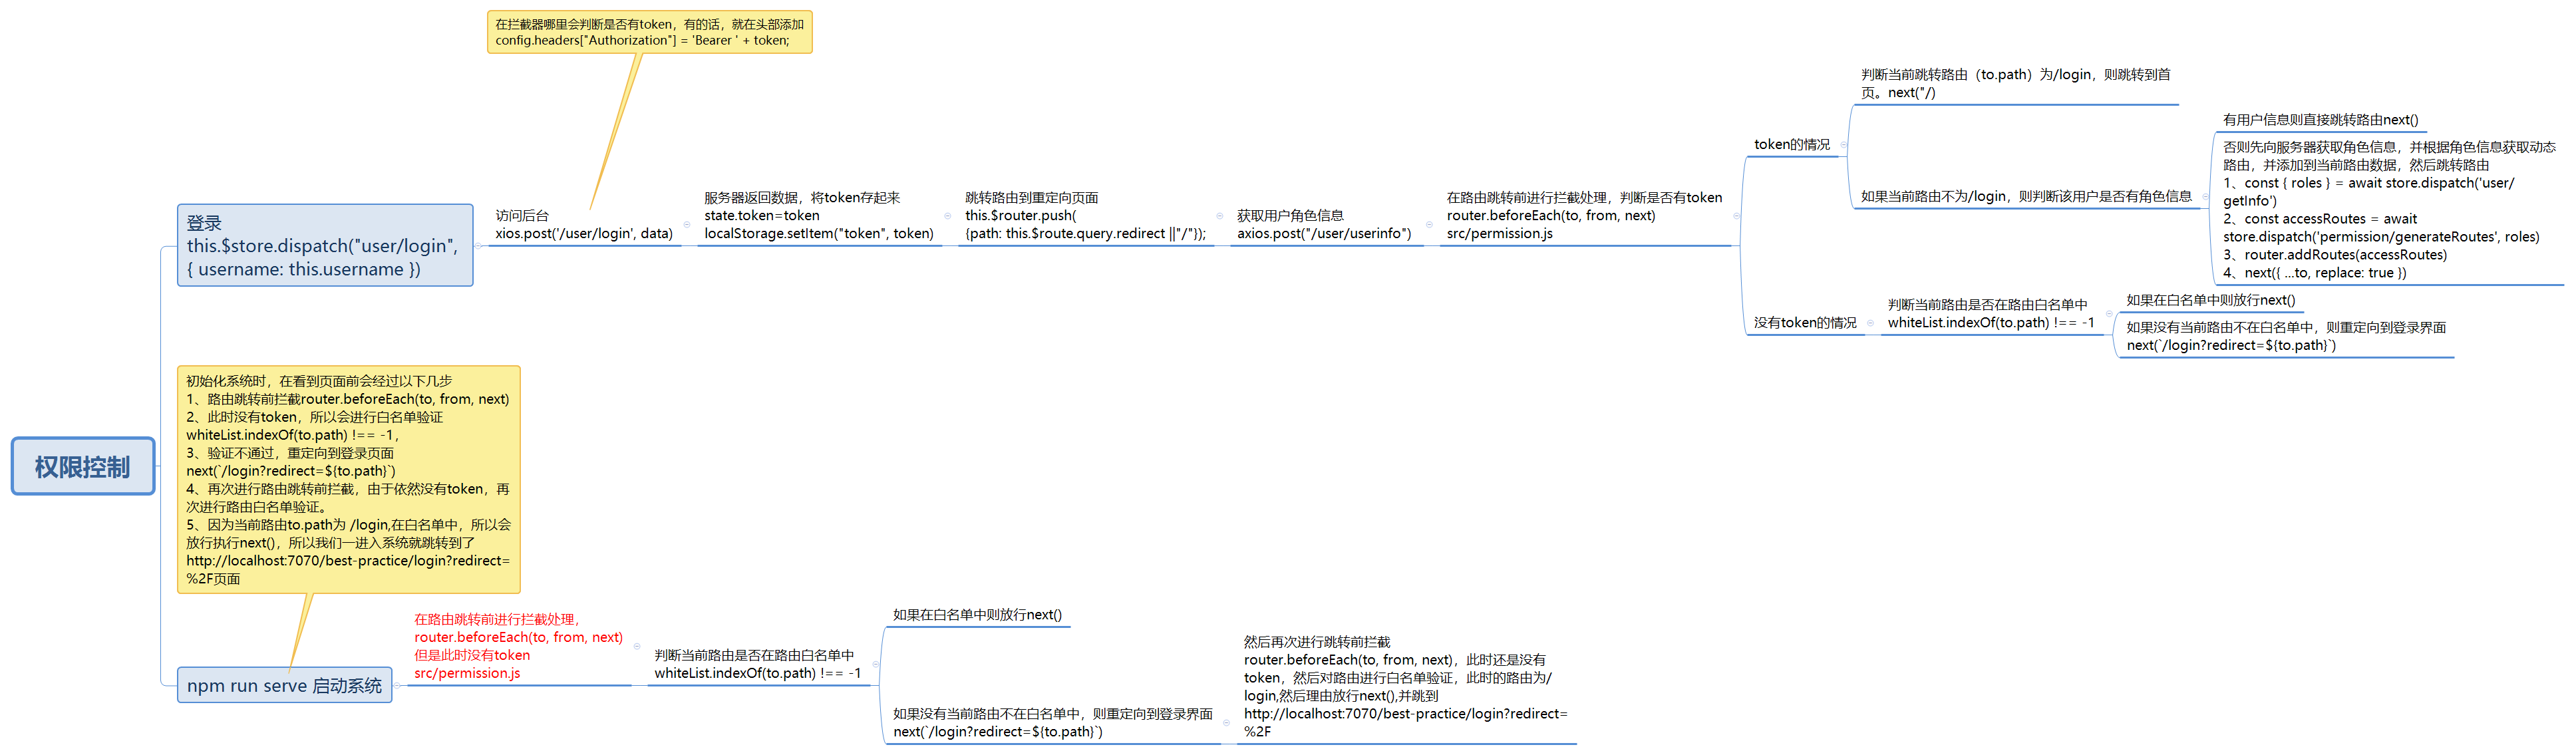 权限控制
在拦截器哪里会判断是否有token，有的话，就在头部添加
config.headers["Authorization"] = 'Bearer ' + token;
登录
this.$store.dispatch("user/login",
{ username: this.username })
访问后台
xios.post('/user/login', data)
服务器返回数据，将token存起来
state.token=token
localStorage.setItem("token", token)
跳转路由到重定向页面
this.$router.push(
{path: this.$route.query.redirect ||"/"});
获取用户角色信息
axios.post("/user/userinfo")
在路由跳转前进行拦截处理，判断是否有token
router.beforeEach(to, from, next)
src/permission.js
token的情况
判断当前跳转路由（to.path）为/login，则跳转到首
页。next("/)
如果当前路由不为/login，则判断该用户是否有角色信息
有用户信息则直接跳转路由next()
否则先向服务器获取角色信息，并根据角色信息获取动态
路由，并添加到当前路由数据，然后跳转路由
1、const { roles } = await store.dispatch('user/
getInfo')
2、const accessRoutes = await
store.dispatch('permission/generateRoutes', roles)
3、router.addRoutes(accessRoutes)
4、next({ ...to, replace: true })
没有token的情况
判断当前路由是否在路由白名单中
whiteList.indexOf(to.path) !== -1
如果在白名单中则放行next()
如果没有当前路由不在白名单中，则重定向到登录界面
next(`/login?redirect=${to.path}`)
初始化系统时，在看到页面前会经过以下几步
1、路由跳转前拦截router.beforeEach(to, from, next)
2、此时没有token，所以会进行白名单验证
whiteList.indexOf(to.path) !== -1，
3、验证不通过，重定向到登录页面
next(`/login?redirect=${to.path}`)
4、再次进行路由跳转前拦截，由于依然没有token，再
次进行路由白名单验证。
5、因为当前路由to.path为 /login,在白名单中，所以会
放行执行next()，所以我们一进入系统就跳转到了
http://localhost:7070/best-practice/login?redirect=
%2F页面
npm run serve 启动系统
在路由跳转前进行拦截处理，
router.beforeEach(to, from, next)
但是此时没有token
src/permission.js
判断当前路由是否在路由白名单中
whiteList.indexOf(to.path) !== -1
如果在白名单中则放行next()
如果没有当前路由不在白名单中，则重定向到登录界面
next(`/login?redirect=${to.path}`)
然后再次进行跳转前拦截
router.beforeEach(to, from, next)，此时还是没有
token，然后对路由进行白名单验证，此时的路由为/
login,然后理由放行next(),并跳到
http://localhost:7070/best-practice/login?redirect=
%2F